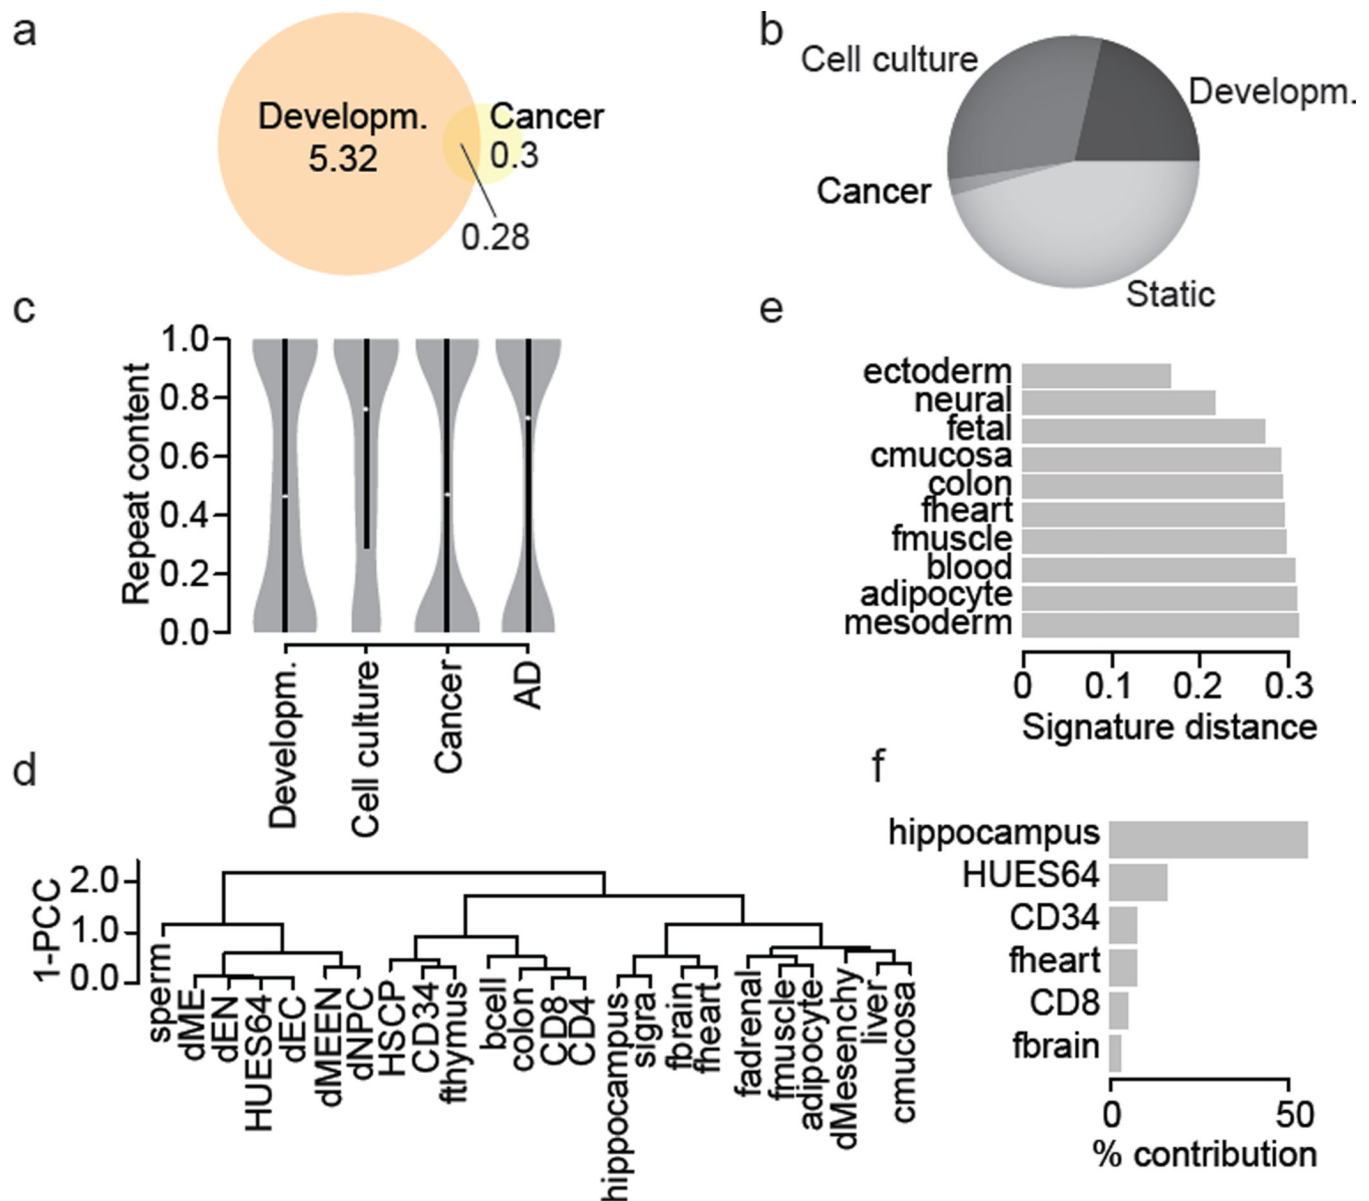 a
Developm.
5.32
Cancer
0.3
0.28
b
Cell culture
Developm.
Cancer
Static
c
Repeat content
1.0
0.8
0.6
0.4
0.2
0.0
Developm.
Cell culture
Cancer
AD
e
ectoderm
neural
fetal
cmucosa
colon
fheart
fmuscle
blood
adipocyte
mesoderm
0 0.1 0.2 0.3
Signature distance
d
1-PCC
2.0
1.0
0.0
sperm
dME
dEN
HUES64
dEC
dMEEN
dNPC
HSCP
CD34
fthymus
bcell
colon
CD8
CD4
hippocampus
sigra
fbrain
fheart
fadrenal
fmuscle
adipocyte
dMesenchy
liver
cmucosa
f
hippocampus
HUES64
CD34
fheart
CD8
fbrain
0 50
% contribution